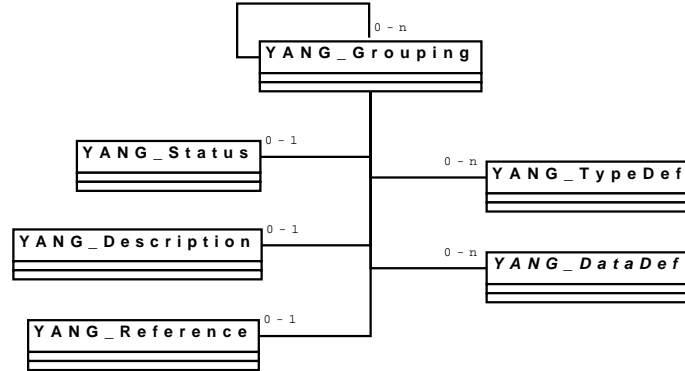 0 - n
YANG_Grouping
0 - 1
YANG_Status
0 - n
YANG_TypeDef
0 - 1
YANG_Description
0 - n
YANG_DataDef
0 - 1
YANG_Reference